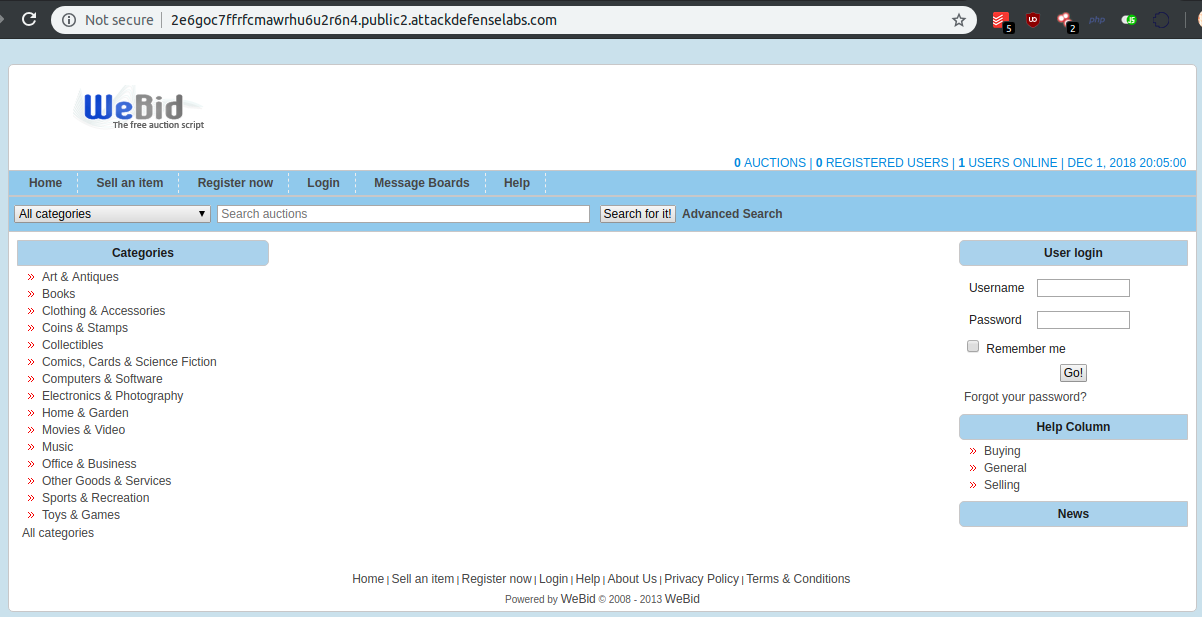 Not secure | 2e6goc7ffrfcmawrhu6u2r6n4.public2.attackdefenselabs.com
5 UD 2 php JS
WeBid
The free auction script
0 AUCTIONS | 0 REGISTERED USERS | 1 USERS ONLINE | DEC 1, 2018 20:05:00
Home Sell an item Register now Login Message Boards Help
All categories Search auctions Search for it! Advanced Search
Categories
Art & Antiques
Books
Clothing & Accessories
Coins & Stamps
Collectibles
Comics, Cards & Science Fiction
Computers & Software
Electronics & Photography
Home & Garden
Movies & Video
Music
Office & Business
Other Goods & Services
Sports & Recreation
Toys & Games
All categories
User login
Username
Password
Remember me
Go!
Forgot your password?
Help Column
Buying
General
Selling
News
Home | Sell an item | Register now | Login | Help | About Us | Privacy Policy | Terms & Conditions
Powered by WeBid © 2008 - 2013 WeBid